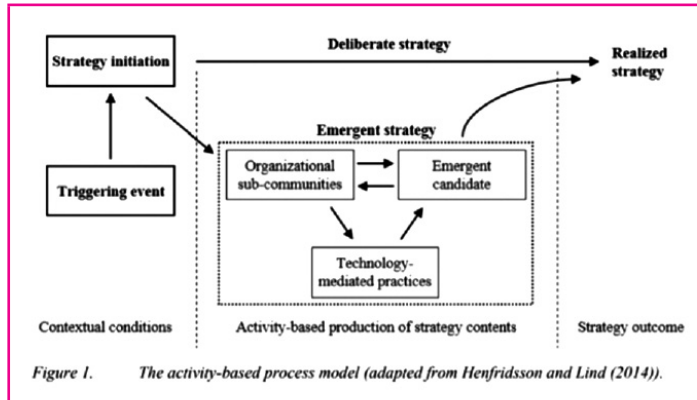 Strategy initiation
Deliberate strategy
Realized
strategy
Emergent strategy
Triggering event
Organizational
sub-communities
Emergent
candidate
Technology-
mediated practices
Contextual conditions
Activity-based production of strategy contents
Strategy outcome
Figure 1. The activity-based process model (adapted from Henfridsson and Lind (2014)).